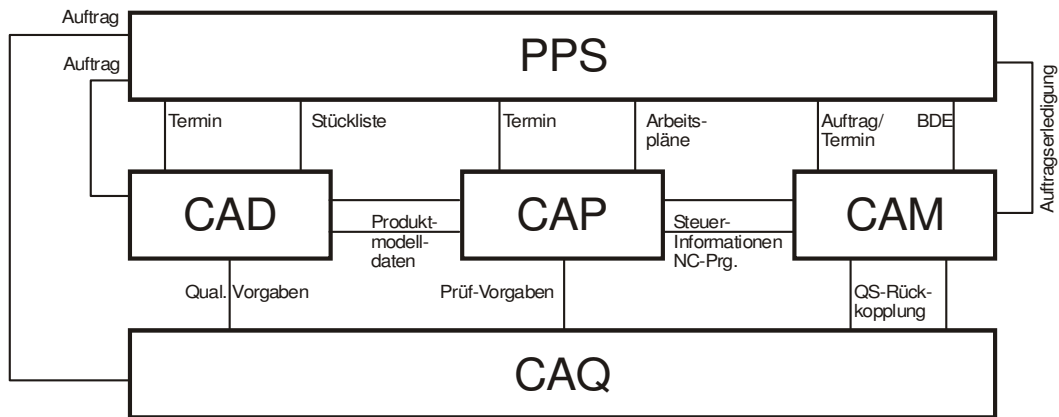 Auftrag
PPS
Auftrag
Auftragserledigung
Termin
Stückliste
Termin
Arbeits-
pläne
Auftrag/
Termin
BDE
CAD
CAP
CAM
Produkt-
modell-
daten
Steuer-
Informationen
NC-Prg.
Qual. Vorgaben
Prüf-Vorgaben
QS-Rück-
kopplung
CAQ